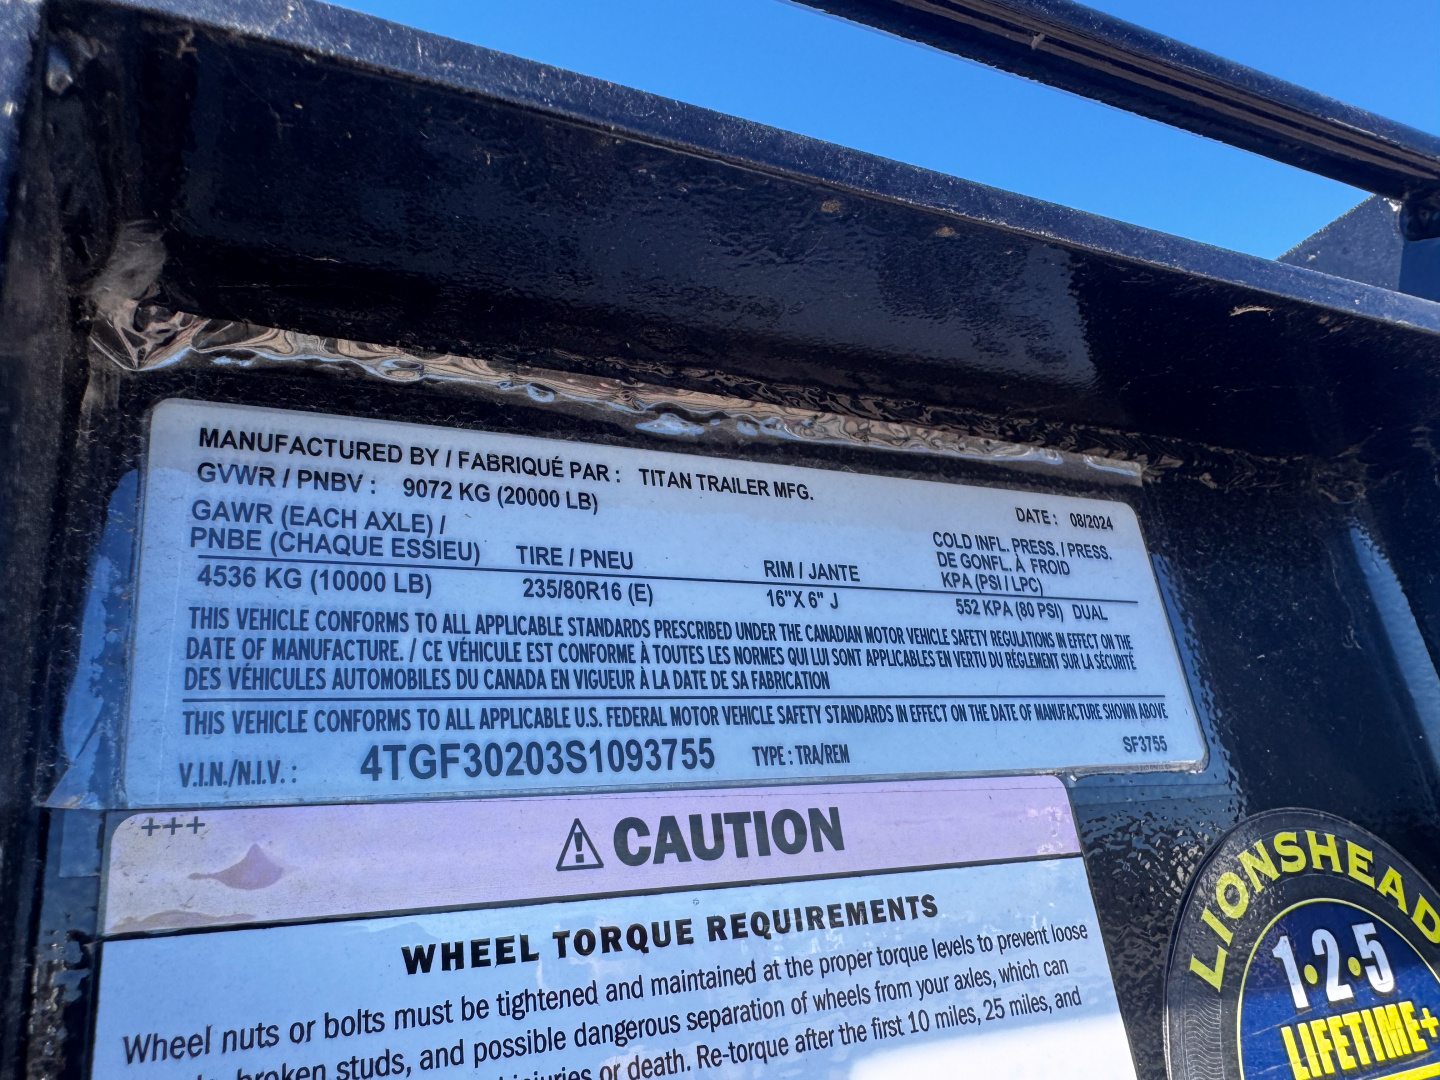 MANUFACTURED BY / FABRIQUÉ PAR : TITAN TRAILER MFG.
GVWR / PNBV : 9072 KG (20000 LB)
DATE : 08/2024
GAWR (EACH AXLE) /
PNBE (CHAQUE ESSIEU) TIRE / PNEU RIM / JANTE
COLD INFL. PRESS. / PRESS.
DE GONFL. À FROID
KPA (PSI / LPC)
4536 KG (10000 LB) 235/80R16 (E) 16"X 6" J 552 KPA (80 PSI) DUAL
THIS VEHICLE CONFORMS TO ALL APPLICABLE STANDARDS PRESCRIBED UNDER THE CANADIAN MOTOR VEHICLE SAFETY REGULATIONS IN EFFECT ON THE
DATE OF MANUFACTURE. / CE VÉHICULE EST CONFORME À TOUTES LES NORMES QUI LUI SONT APPLICABLES EN VERTU DU RÈGLEMENT SUR LA SÉCURITÉ
DES VÉHICULES AUTOMOBILES DU CANADA EN VIGUEUR À LA DATE DE SA FABRICATION
THIS VEHICLE CONFORMS TO ALL APPLICABLE U.S. FEDERAL MOTOR VEHICLE SAFETY STANDARDS IN EFFECT ON THE DATE OF MANUFACTURE SHOWN ABOVE
V.I.N./N.I.V. : 4TGF30203S1093755 TYPE : TRA/REM SF3755
+++
CAUTION
WHEEL TORQUE REQUIREMENTS
Wheel nuts or bolts must be tightened and maintained at the proper torque levels to prevent loose
broken studs, and possible dangerous separation of wheels from your axles, which can
injuries or death. Re-torque after the first 10 miles, 25 miles, and
LIONSHEAD
1•2•5
LIFETIME+